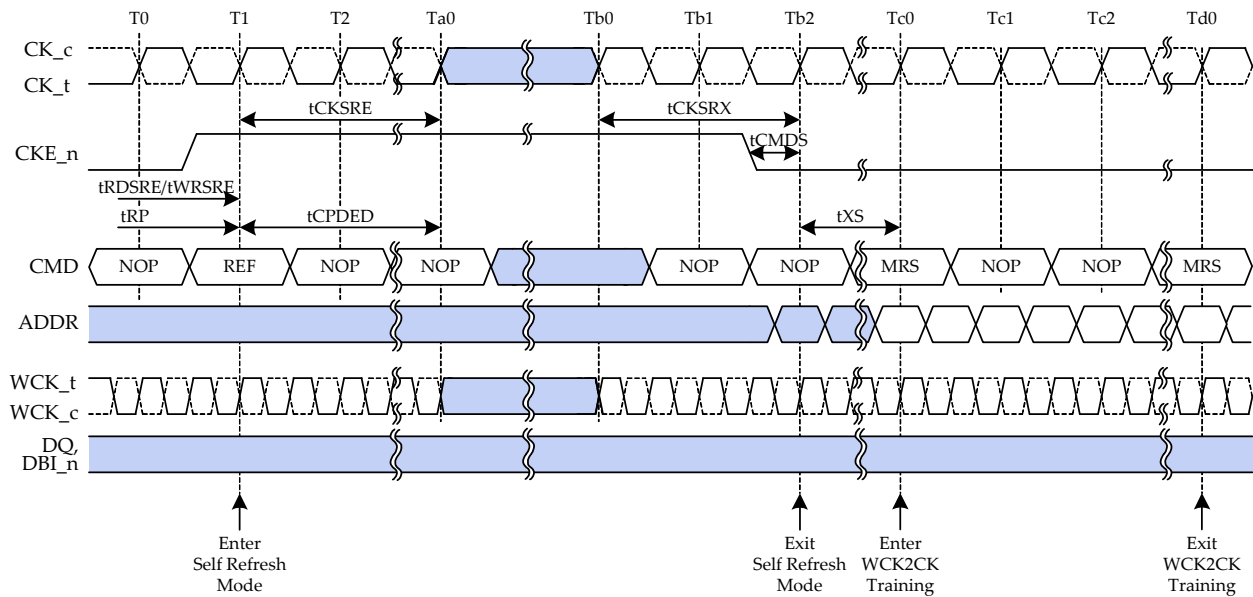 T0 T1 T2 Ta0 Tb0 Tb1 Tb2 Tc0 Tc1 Tc2 Td0
CK_c
CK_t
tCKSRE tCKSRX
CKE_n
tCMDS
tRDSRE/tWRSRE
tRP tCPDED tXS
CMD NOP REF NOP NOP NOP NOP MRS NOP NOP MRS
ADDR
WCK_t
WCK_c
DQ,
DBI_n
Enter
Self Refresh
Mode
Exit
Self Refresh
Mode
Enter
WCK2CK
Training
Exit
WCK2CK
Training